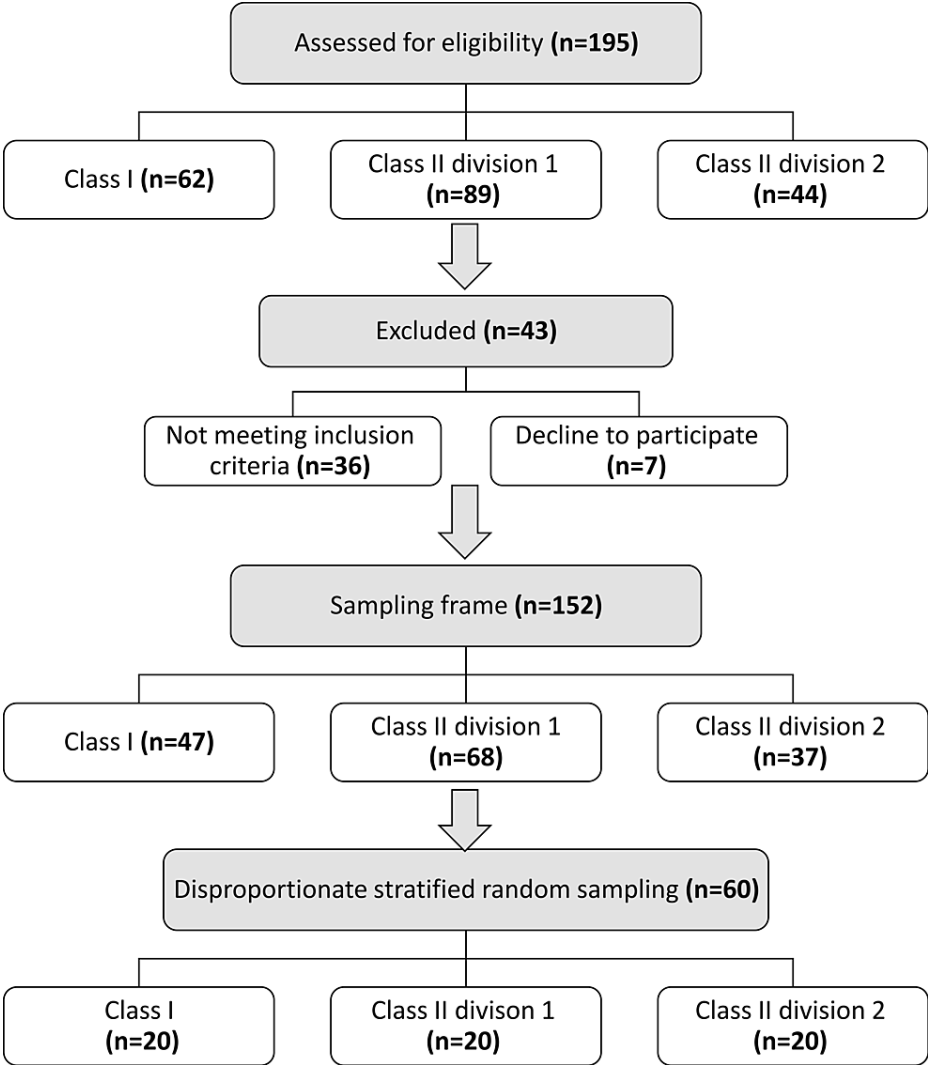 Assessed for eligibility (n=195)
Class I (n=62)
Class II division 1
(n=89)
Class II division 2
(n=44)
Excluded (n=43)
Not meeting inclusion
criteria (n=36)
Decline to participate
(n=7)
Sampling frame (n=152)
Class I (n=47)
Class II division 1
(n=68)
Class II division 2
(n=37)
Disproportionate stratified random sampling (n=60)
Class I
(n=20)
Class II divison 1
(n=20)
Class II division 2
(n=20)